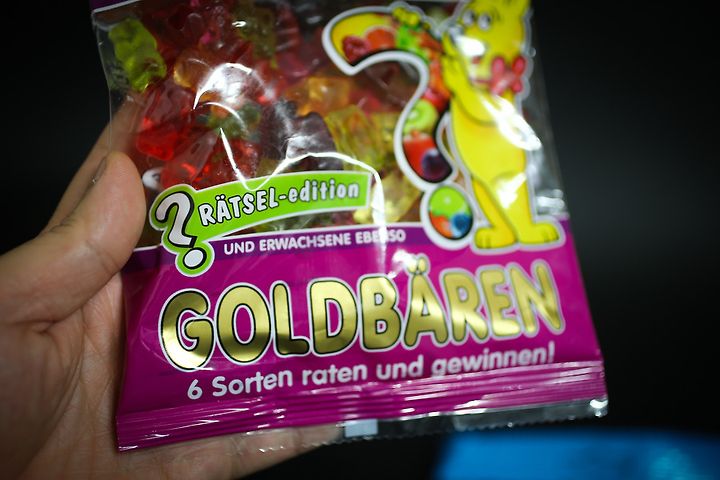 ?RÄTSEL-edition
UND ERWACHSENE EBENSO
GOLDBÄREN
6 Sorten raten und gewinnen!